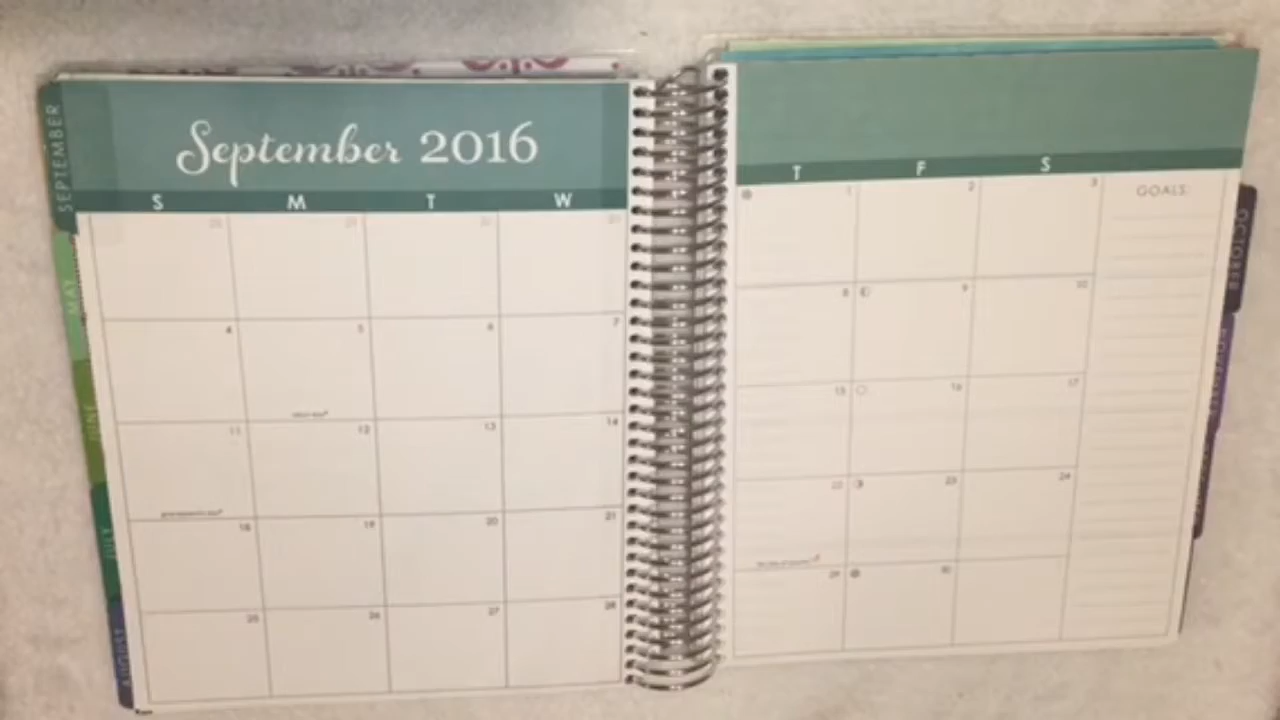 September 2016
S M T W T F S
GOALS:
1 2 3
4 5 6 7 8 9 10
11 12 13 14 15 16 17
18 19 20 21 22 23 24
25 26 27 28 29 30
SEPTEMBER
MAY
JUNE
JULY
AUGUST
OCTOBER
NOVEMBER